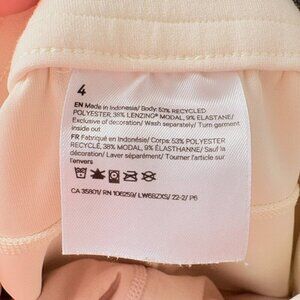 4
EN Made in Indonesia/ Body: 53% RECYCLED
POLYESTER, 38% LENZING® MODAL, 9% ELASTANE/
Exclusive of decoration/ Wash separately/ Turn garment
inside out
FR Fabriqué en Indonésie/ Corps: 53% POLYESTER
RECYCLÉ, 38% MODAL, 9% ÉLASTHANNE/ Sauf la
décoration/ Laver séparément/ Tourner l'article sur
l'envers
CA 35801/ RN 106259/ LW6BZXS/ 22-2/ P6